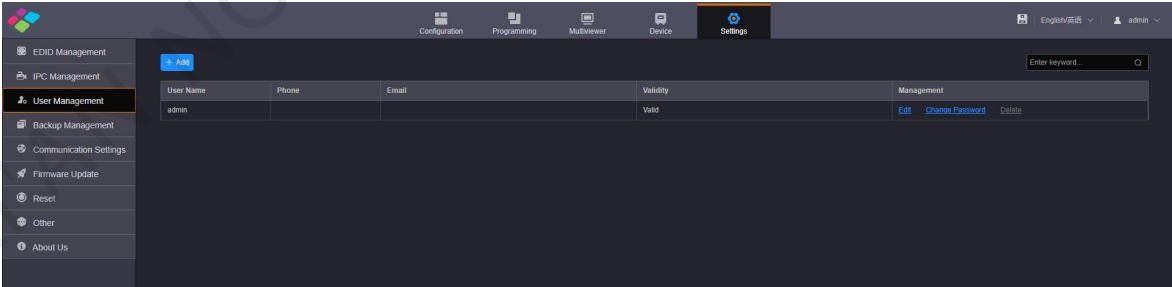 Configuration
Programming
Multiviewer
Device
Settings
English/英语
admin
EDID Management
IPC Management
User Management
Backup Management
Communication Settings
Firmware Update
Reset
Other
About Us
+ Add
Enter keyword...
User Name Phone Email Validity Management
admin Valid Edit Change Password Delete